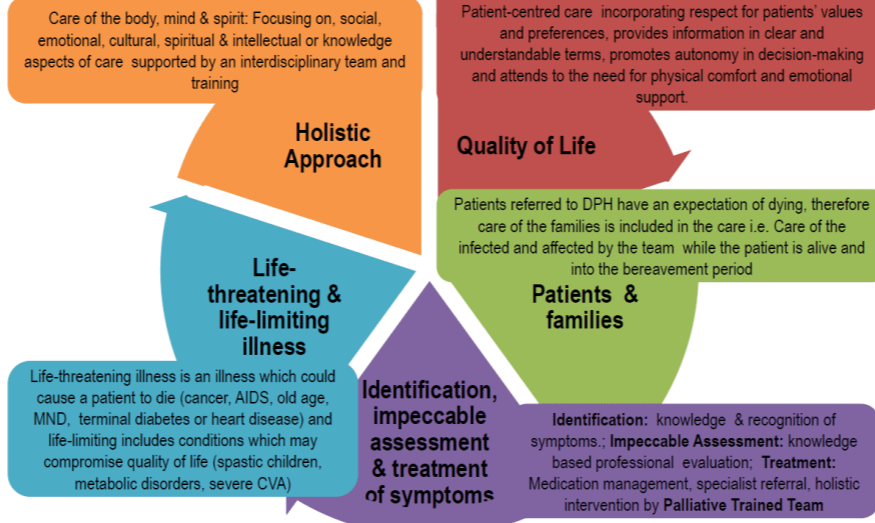 Care of the body, mind & spirit: Focusing on, social,
emotional, cultural, spiritual & intellectual or knowledge
aspects of care supported by an interdisciplinary team and
training
Holistic
Approach
Patient-centred care incorporating respect for patients' values
and preferences, provides information in clear and
understandable terms, promotes autonomy in decision-making
and attends to the need for physical comfort and emotional
support.
Quality of Life
Patients referred to DPH have an expectation of dying, therefore
care of the families is included in the care i.e. Care of the
infected and affected by the team while the patient is alive and
into the bereavement period
Patients &
families
Life-
threatening &
life-limiting
illness
Life-threatening illness is an illness which could
cause a patient to die (cancer, AIDS, old age,
MND, terminal diabetes or heart disease) and
life-limiting includes conditions which may
compromise quality of life (spastic children,
metabolic disorders, severe CVA)
Identification,
impeccable
assessment
& treatment
of symptoms
Identification: knowledge & recognition of
symptoms.; Impeccable Assessment: knowledge
based professional evaluation; Treatment:
Medication management, specialist referral, holistic
intervention by Palliative Trained Team